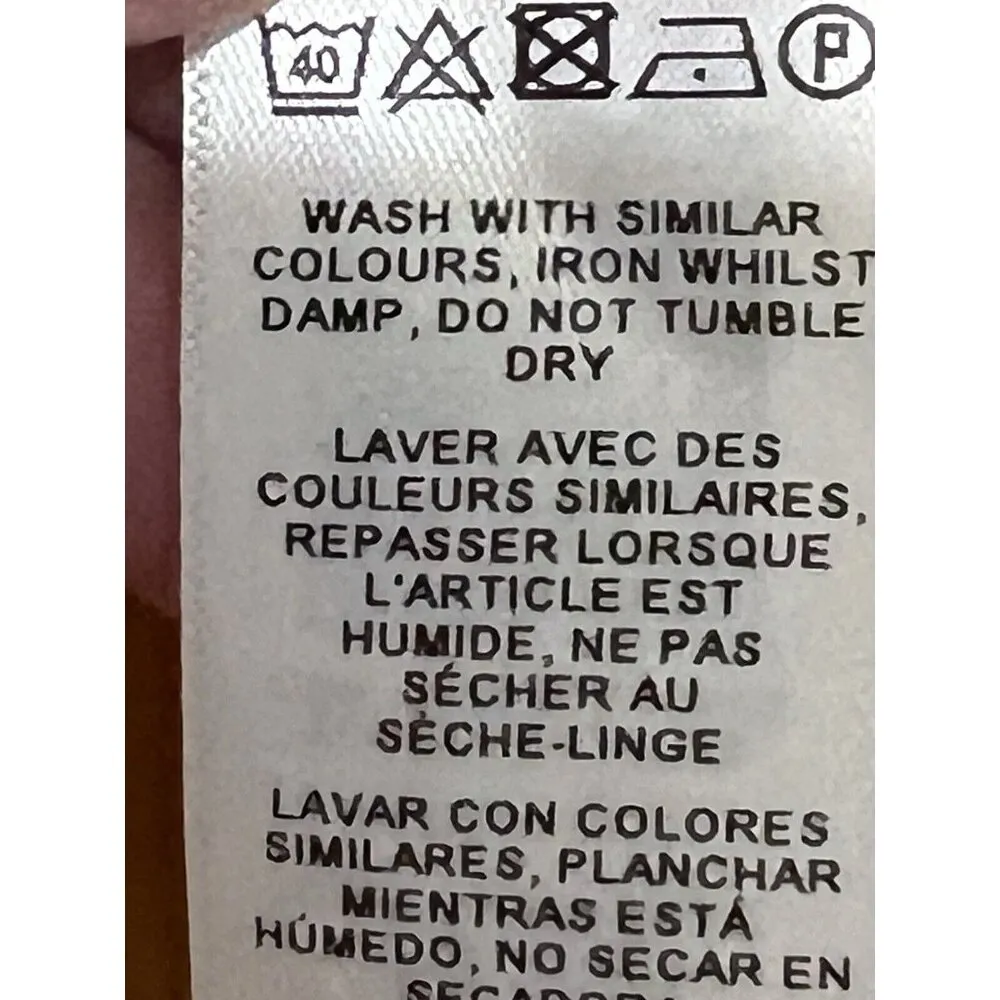 40 P
WASH WITH SIMILAR
COLOURS, IRON WHILST
DAMP, DO NOT TUMBLE
DRY
LAVER AVEC DES
COULEURS SIMILAIRES,
REPASSER LORSQUE
L'ARTICLE EST
HUMIDE, NE PAS
SÉCHER AU
SÈCHE-LINGE
LAVAR CON COLORES
SIMILARES, PLANCHAR
MIENTRAS ESTÁ
HÚMEDO, NO SECAR EN
SECADORA